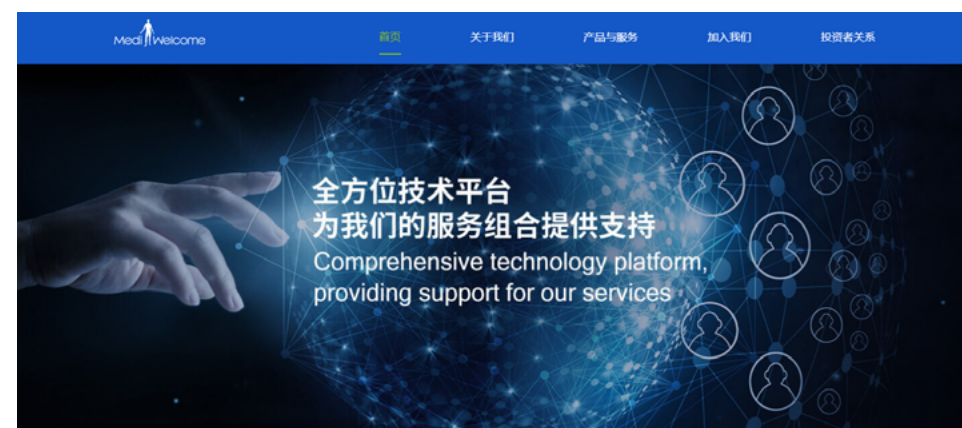 Medi Welcome
首页 关于我们 产品与服务 加入我们 投资者关系
全方位技术平台
为我们的服务组合提供支持
Comprehensive technology platform,
providing support for our services